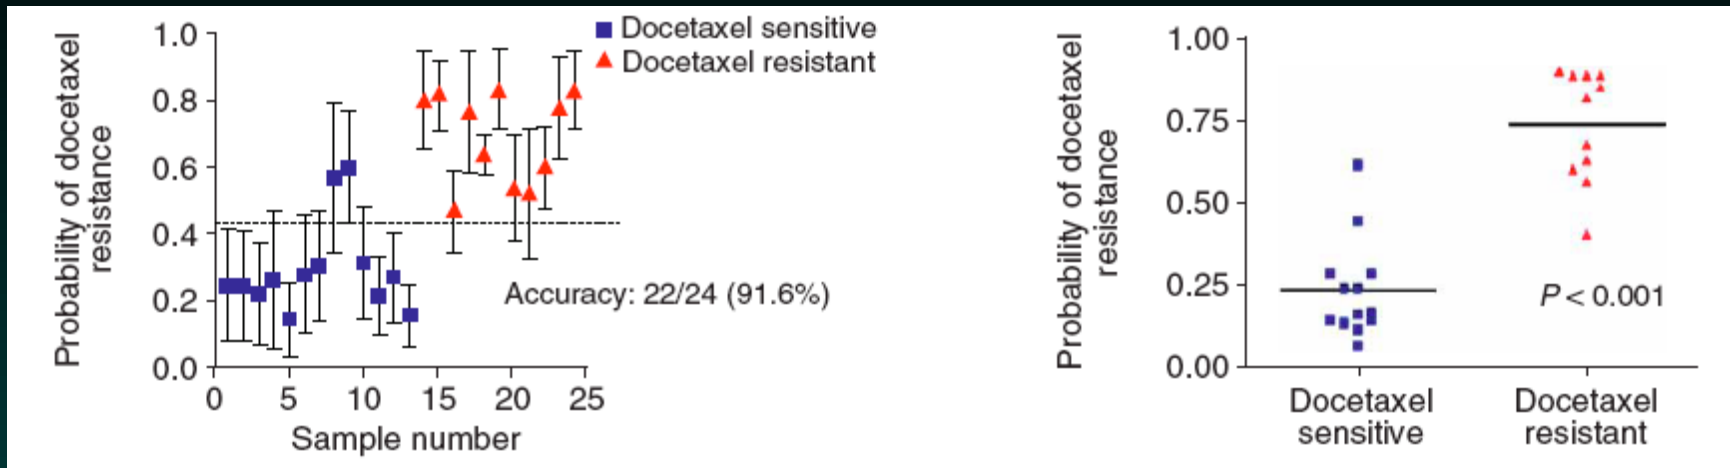 Probability of docetaxel
resistance
1.0
0.8
0.6
0.4
0.2
0.0
0 5 10 15 20 25
Sample number
Docetaxel sensitive
Docetaxel resistant
Accuracy: 22/24 (91.6%)
Probability of docetaxel
resistance
1.00
0.75
0.50
0.25
0.00
P < 0.001
Docetaxel
sensitive
Docetaxel
resistant